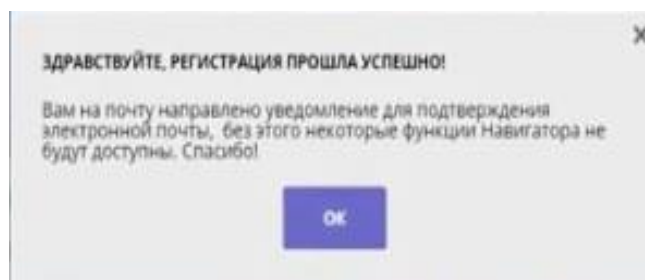 ЗДРАВСТВУЙТЕ, РЕГИСТРАЦИЯ ПРОШЛА УСПЕШНО!
Вам на почту направлено уведомление для подтверждения
электронной почты, без этого некоторые функции Навигатора не
будут доступны. Спасибо!
ОК